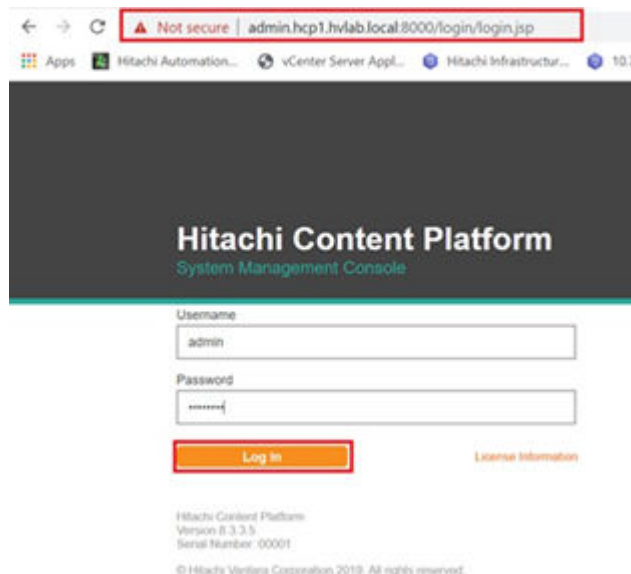 Not secure | admin.hcp1.hvlab.local:8000/login/login.jsp
Apps Hitachi Automation... vCenter Server Appl... Hitachi Infrastructur... 10.
Hitachi Content Platform
System Management Console
Username
admin
Password
••••••••
Log In License Information
Hitachi Content Platform
Version 8.3.3.5
Serial Number: 00001
© Hitachi Vantara Corporation 2019. All rights reserved.